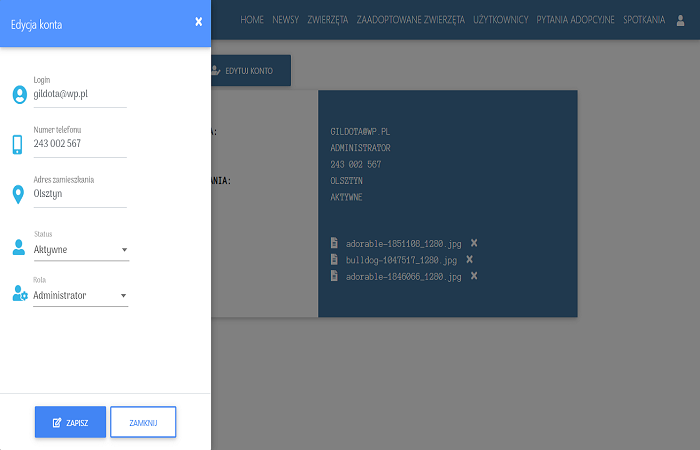 Edycja konta
x
HOME NEWSY ZWIERZĘTA ZAADOPTOWANE ZWIERZĘTA UŻYTKOWNICY PYTANIA ADOPCYJNE SPOTKANIA
EDYTUJ KONTO
Login
gildota@wp.pl
Numer telefonu
243 002 567
Adres zamieszkania
Olsztyn
Status
Aktywne
Rola
Administrator
ZAPISZ
ZAMKNIJ
A:
ANIA:
GILDOTA@WP.PL
ADMINISTRATOR
243 002 567
OLSZTYN
AKTYWNE
adorable-1851108_1280.jpg x
bulldog-1047517_1280.jpg x
adorable-1846066_1280.jpg x